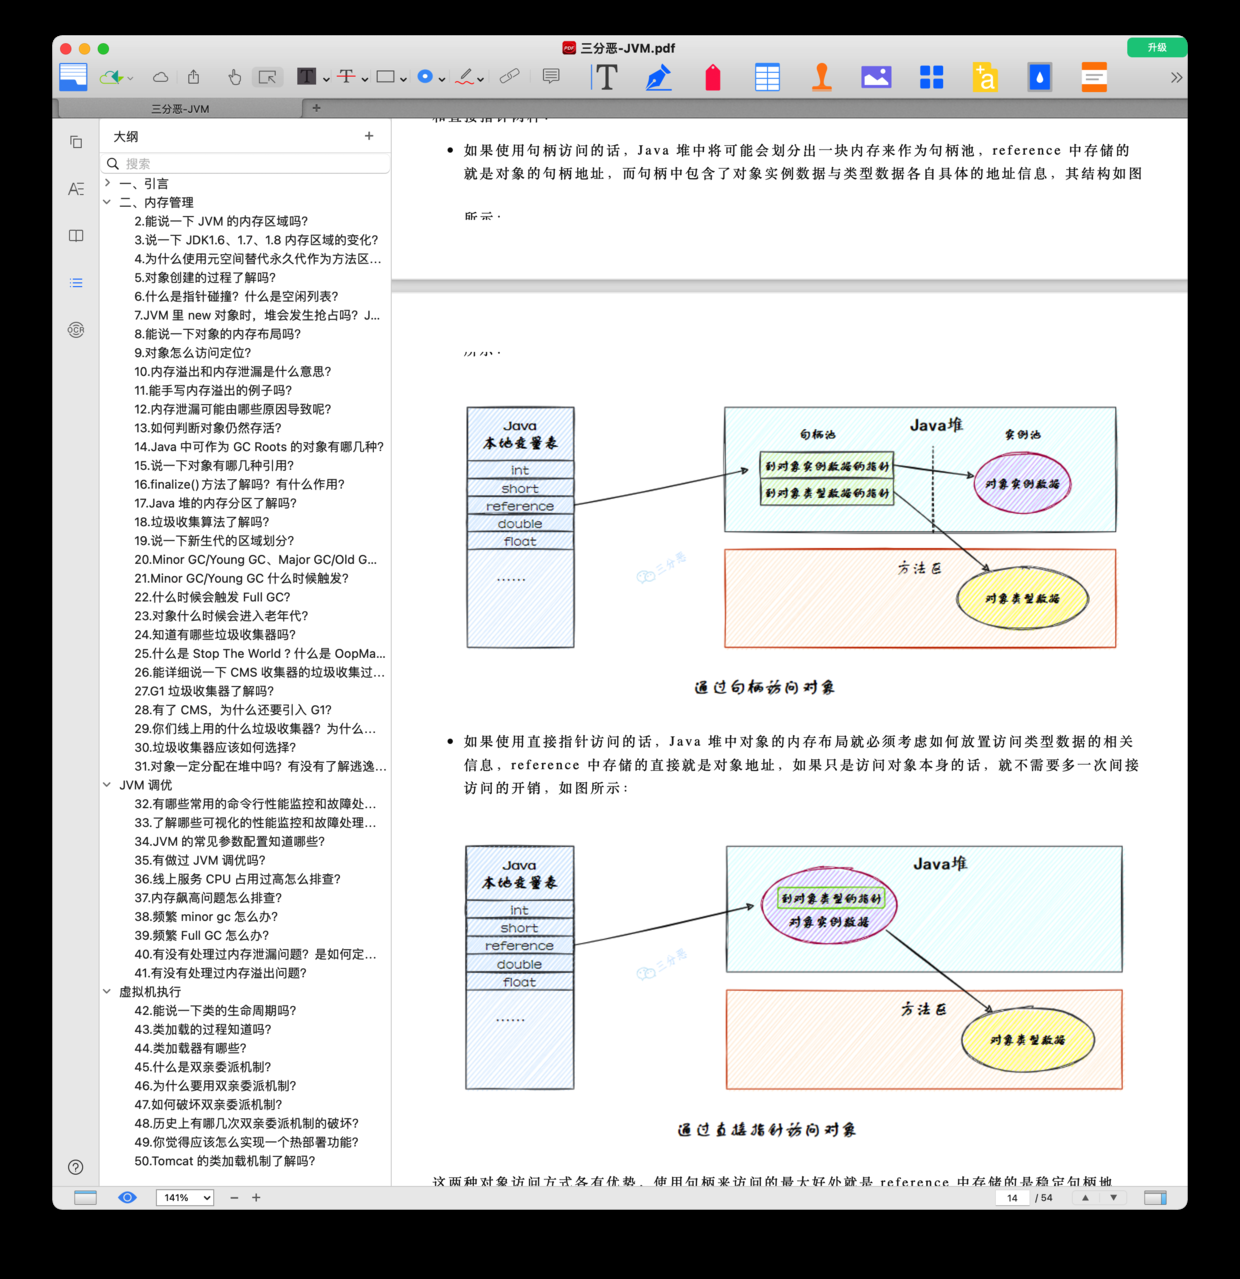 三分恶-JVM.pdf
升级
三分恶-JVM
大纲
搜索
一、引言
二、内存管理
2.能说一下 JVM 的内存区域吗?
3.说一下 JDK1.6、1.7、1.8 内存区域的变化?
4.为什么使用元空间替代永久代作为方法区...
5.对象创建的过程了解吗?
6.什么是指针碰撞? 什么是空闲列表?
7.JVM 里 new 对象时，堆会发生抢占吗? J...
8.能说一下对象的内存布局吗?
9.对象怎么访问定位?
10.内存溢出和内存泄漏是什么意思?
11.能手写内存溢出的例子吗?
12.内存泄漏可能由哪些原因导致呢?
13.如何判断对象仍然存活?
14.Java 中可作为 GC Roots 的对象有哪几种?
15.说一下对象有哪几种引用?
16.finalize() 方法了解吗? 有什么作用?
17.Java 堆的内存分区了解吗?
18.垃圾收集算法了解吗?
19.说一下新生代的区域划分?
20.Minor GC/Young GC、Major GC/Old G...
21.Minor GC/Young GC 什么时候触发?
22.什么时候会触发 Full GC?
23.对象什么时候会进入老年代?
24.知道有哪些垃圾收集器吗?
25.什么是 Stop The World ? 什么是 OopMa...
26.能详细说一下 CMS 收集器的垃圾收集过...
27.G1 垃圾收集器了解吗?
28.有了 CMS，为什么还要引入 G1?
29.你们线上用的什么垃圾收集器? 为什么...
30.垃圾收集器应该如何选择?
31.对象一定分配在堆中吗? 有没有了解逃逸...
JVM 调优
32.有哪些常用的命令行性能监控和故障处...
33.了解哪些可视化的性能监控和故障处理...
34.JVM 的常见参数配置知道哪些?
35.有做过 JVM 调优吗?
36.线上服务 CPU 占用过高怎么排查?
37.内存飙高问题怎么排查?
38.频繁 minor gc 怎么办?
39.频繁 Full GC 怎么办?
40.有没有处理过内存泄漏问题? 是如何定...
41.有没有处理过内存溢出问题?
虚拟机执行
42.能说一下类的生命周期吗?
43.类加载的过程知道吗?
44.类加载器有哪些?
45.什么是双亲委派机制?
46.为什么要用双亲委派机制?
47.如何破坏双亲委派机制?
48.历史上有哪几次双亲委派机制的破坏?
49.你觉得应该怎么实现一个热部署功能?
50.Tomcat 的类加载机制了解吗?
和直接指针两种：
如果使用句柄访问的话，Java 堆中将可能会划分出一块内存来作为句柄池，reference 中存储的
就是对象的句柄地址，而句柄中包含了对象实例数据与类型数据各自具体的地址信息，其结构如图
所示：
所示：
Java
本地变量表
int
short
reference
double
float
......
Java堆
句柄池
实例池
到对象实例数据的指针
到对象类型数据的指针
对象实例数据
三分恶
方法区
对象类型数据
通过句柄访问对象
如果使用直接指针访问的话，Java 堆中对象的内存布局就必须考虑如何放置访问类型数据的相关
信息，reference 中存储的直接就是对象地址，如果只是访问对象本身的话，就不需要多一次间接
访问的开销，如图所示：
Java
本地变量表
int
short
reference
double
float
......
Java堆
到对象类型的指针
对象实例数据
三分恶
方法区
对象类型数据
通过直接指针访问对象
这两种对象访问方式各有优势，使用句柄来访问的最大好处就是 reference 中存储的是稳定句柄地
141%
14 / 54